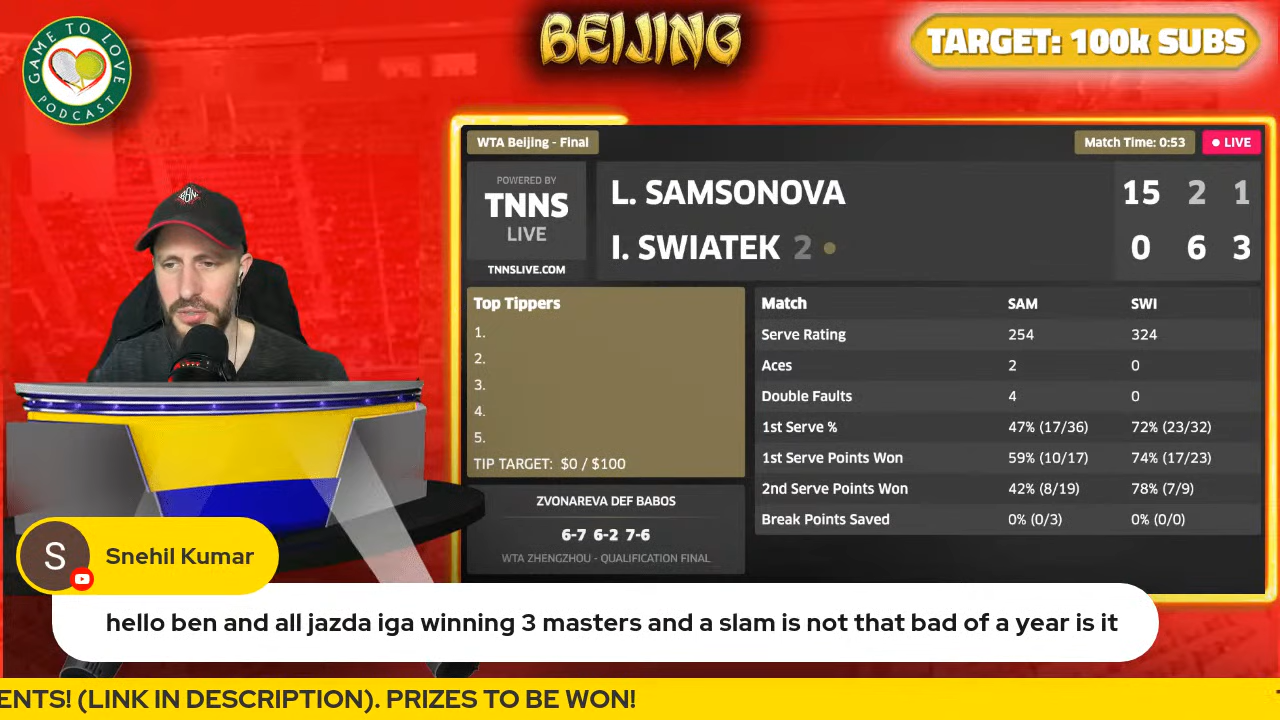 GAME TO LOVE
PODCAST
BEIJING
TARGET: 100k SUBS
WTA Beijing - Final
Match Time: 0:53
LIVE
POWERED BY
TNNS
LIVE
TNNSLIVE.COM
L. SAMSONOVA 15 2 1
I. SWIATEK 2 0 6 3
Top Tippers
1.
2.
3.
4.
5.
TIP TARGET: $0 / $100
ZVONAREVA DEF BABOS
6-7 6-2 7-6
WTA ZHENGZHOU - QUALIFICATION FINAL
Match SAM SWI
Serve Rating 254 324
Aces 2 0
Double Faults 4 0
1st Serve % 47% (17/36) 72% (23/32)
1st Serve Points Won 59% (10/17) 74% (17/23)
2nd Serve Points Won 42% (8/19) 78% (7/9)
Break Points Saved 0% (0/3) 0% (0/0)
S
Snehil Kumar
hello ben and all jazda iga winning 3 masters and a slam is not that bad of a year is it
ENTS! (LINK IN DESCRIPTION). PRIZES TO BE WON!